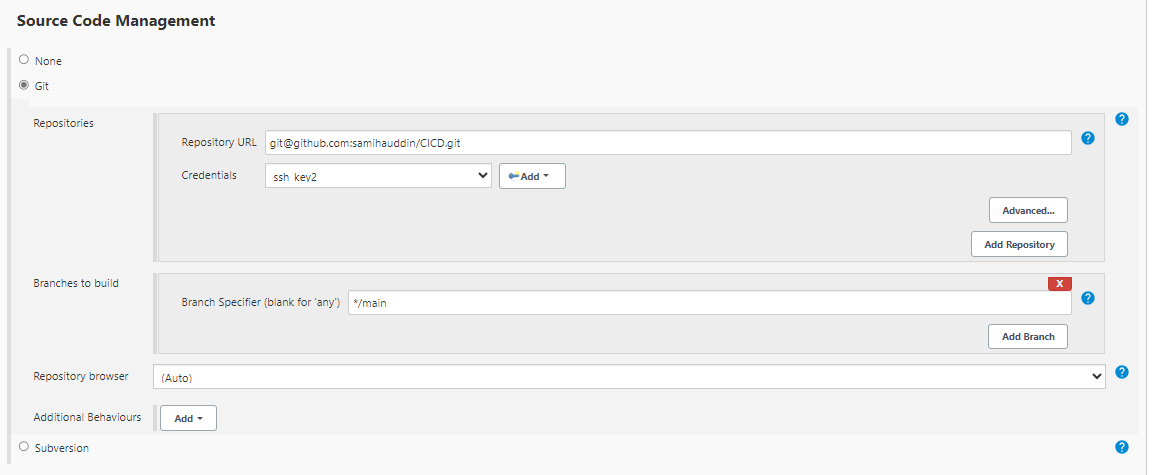 Source Code Management
None
Git
Repositories
Repository URL git@github.com:samihauddin/CICD.git
Credentials ssh_key2 Add
Advanced...
Add Repository
Branches to build
X
Branch Specifier (blank for 'any') */main
Add Branch
Repository browser (Auto)
Additional Behaviours Add
Subversion